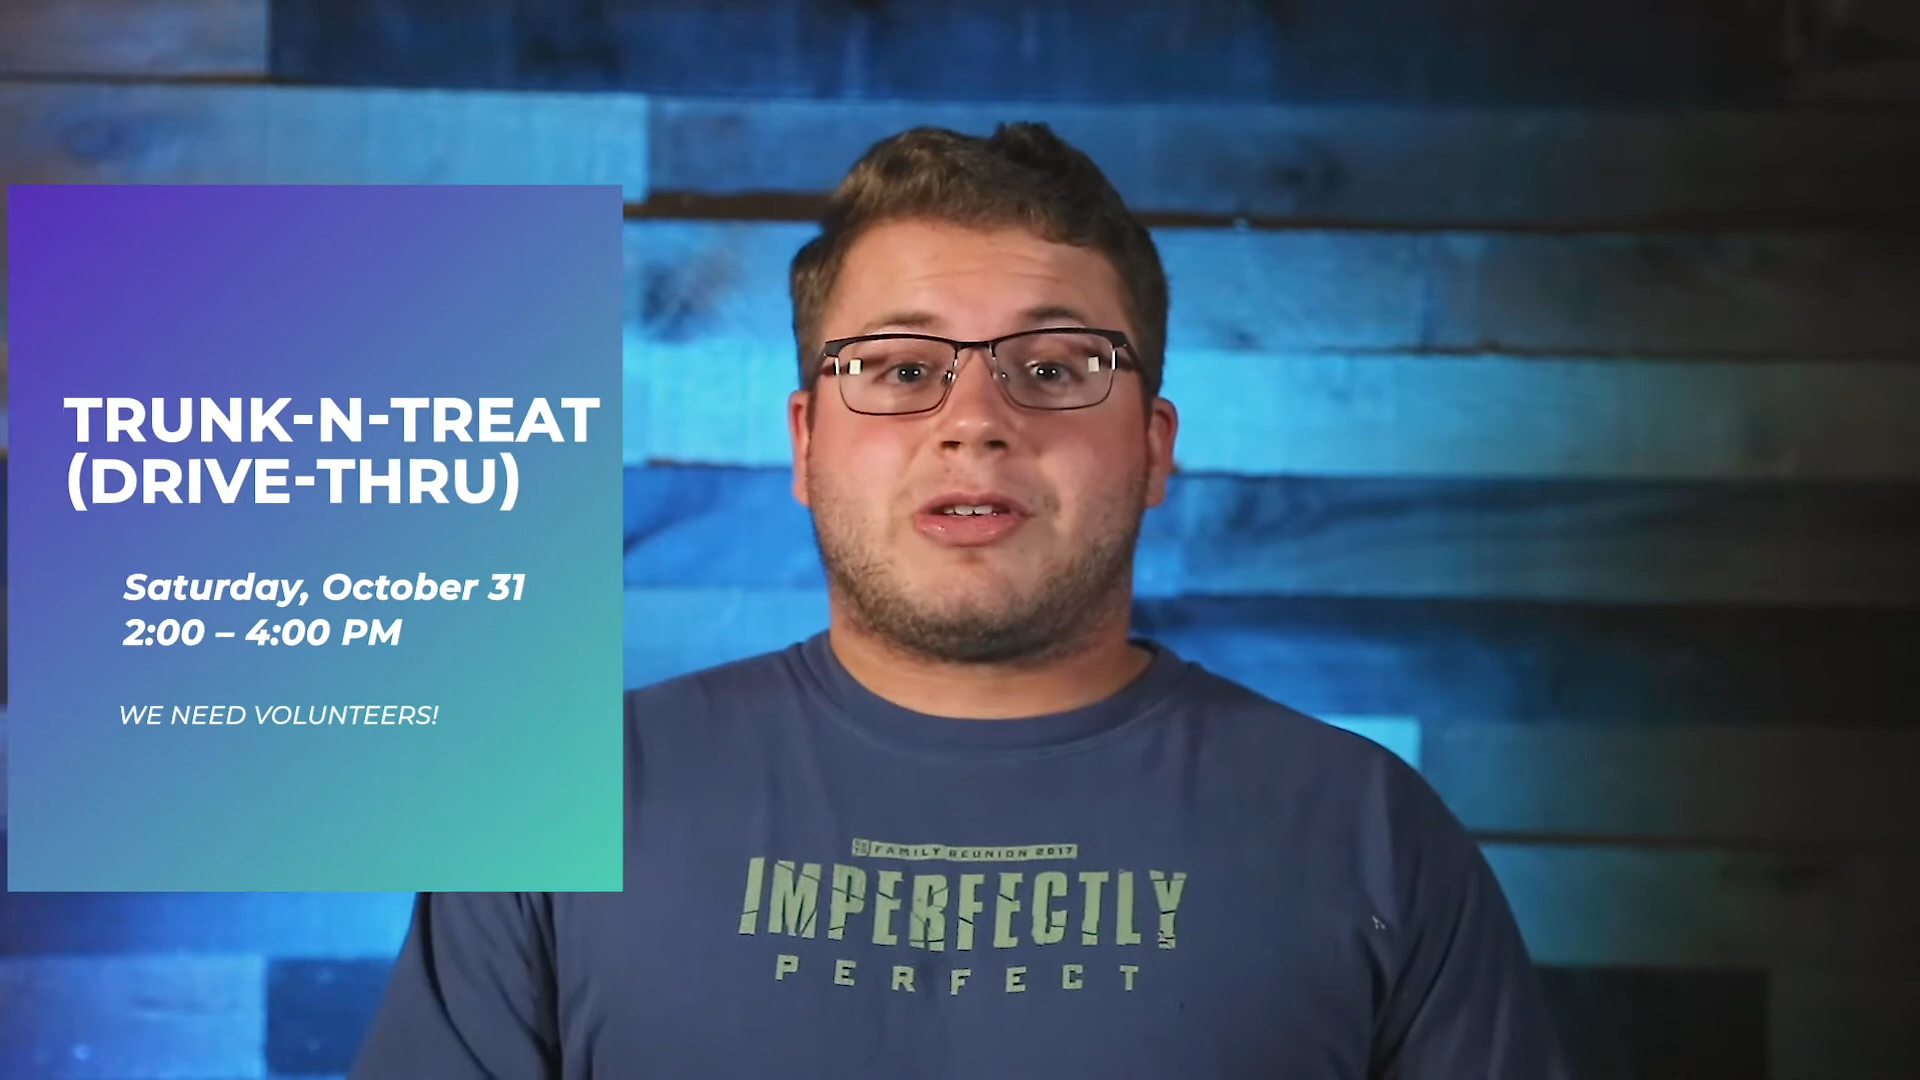 TRUNK-N-TREAT
(DRIVE-THRU)
Saturday, October 31
2:00 – 4:00 PM
WE NEED VOLUNTEERS!
FAMILY REUNION 2017
IMPERFECTLY
PERFECT